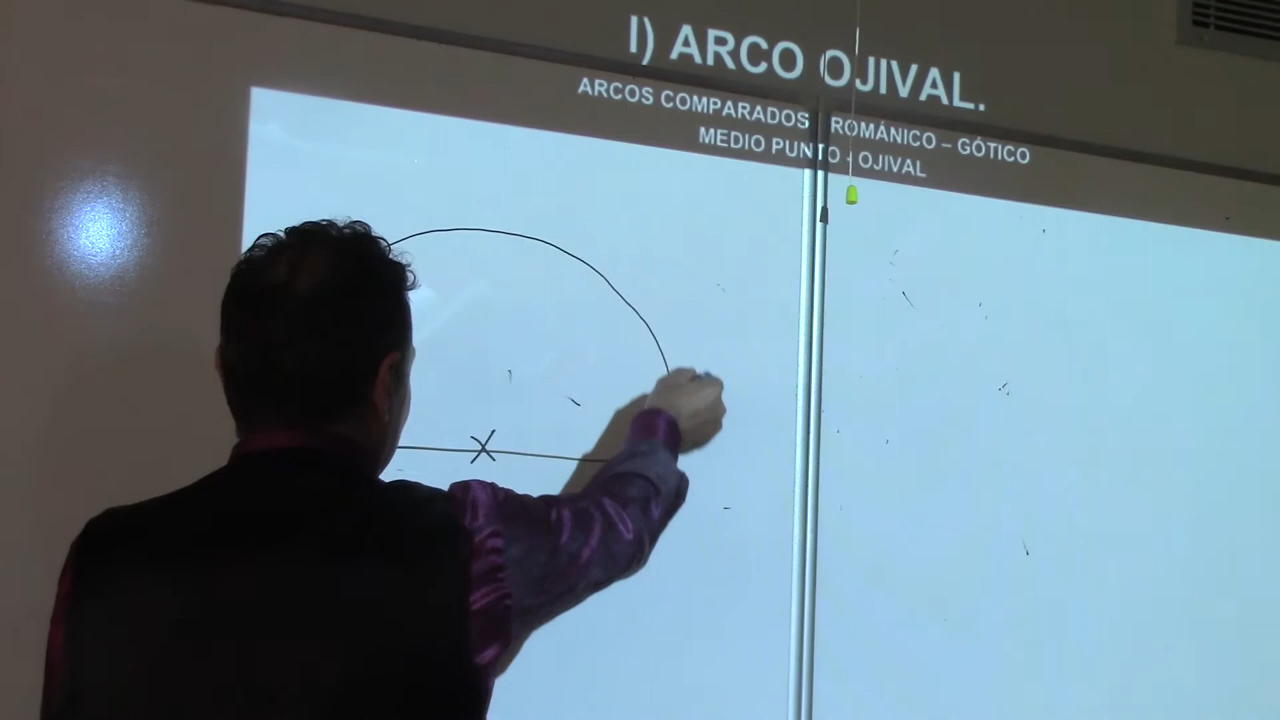 I) ARCO OJIVAL.
ARCOS COMPARADOS ROMÁNICO – GÓTICO
MEDIO PUNTO - OJIVAL